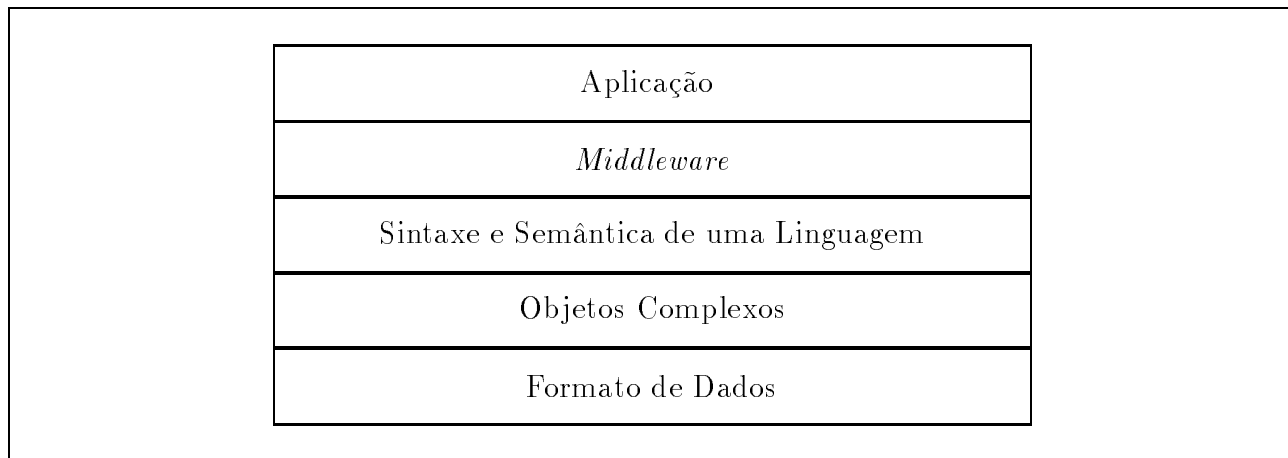 Aplicação
Middleware
Sintaxe e Semântica de uma Linguagem
Objetos Complexos
Formato de Dados